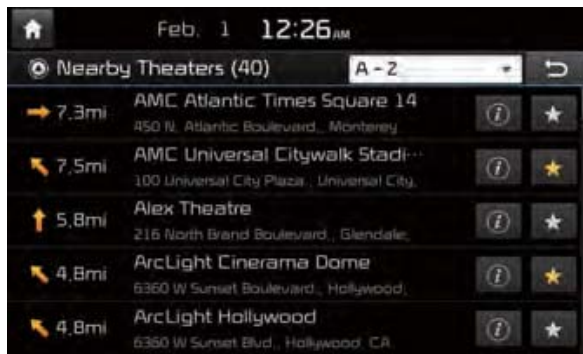 Feb. 1 12:26 AM
Nearby Theaters (40) A - Z
7.3mi AMC Atlantic Times Square 14
450 N. Atlantic Boulevard., Monterey
7.5mi AMC Universal Citywalk Stadi···
100 Universal City Plaza., Universal City,
5.8mi Alex Theatre
216 North Brand Boulevard., Glendale,
4.8mi ArcLight Cinerama Dome
6360 W Sunset Boulevard., Hollywood,
4.8mi ArcLight Hollywood
6360 W Sunset Blvd., Hollywood, CA